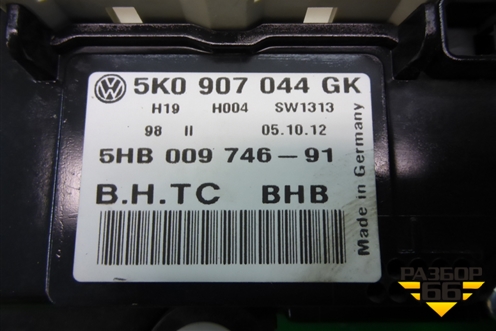 5K0 907 044 GK
H19 H004 SW1313
98 II 05.10.12
5HB 009 746-91
B.H.TC BHB
Made in Germany
РАЗБОР
66